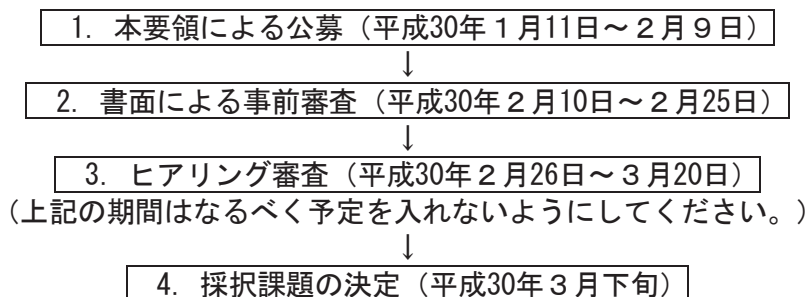 1. 本要領による公募（平成30年１月11日～２月９日）
↓
2. 書面による事前審査（平成30年２月10日～２月25日）
↓
3. ヒアリング審査（平成30年２月26日～３月20日）
（上記の期間はなるべく予定を入れないようにしてください。）
↓
4. 採択課題の決定（平成30年３月下旬）